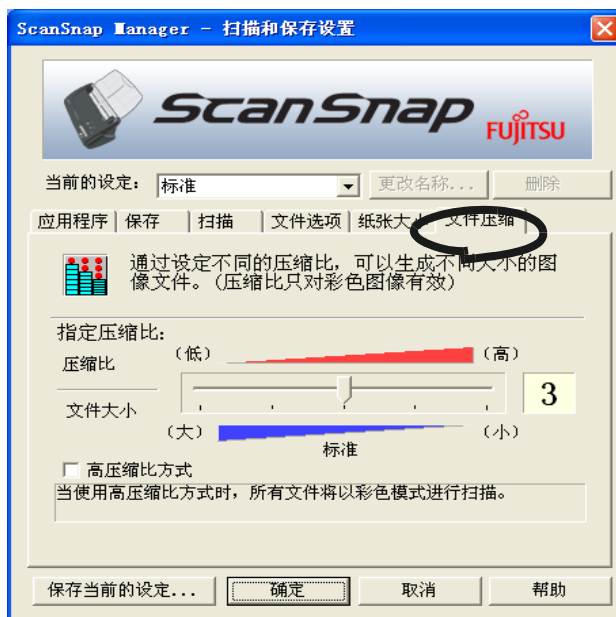 ScanSnap Manager - 扫描和保存设置
ScanSnap
FUJITSU
当前的设定： 标准 更改名称... 删除
应用程序 保存 扫描 文件选项 纸张大小 文件压缩
通过设定不同的压缩比，可以生成不同大小的图
像文件。(压缩比只对彩色图像有效)
指定压缩比：
压缩比 （低） （高）
3
文件大小
（大） 标准 （小）
高压缩比方式
当使用高压缩比方式时，所有文件将以彩色模式进行扫描。
保存当前的设定... 确定 取消 帮助